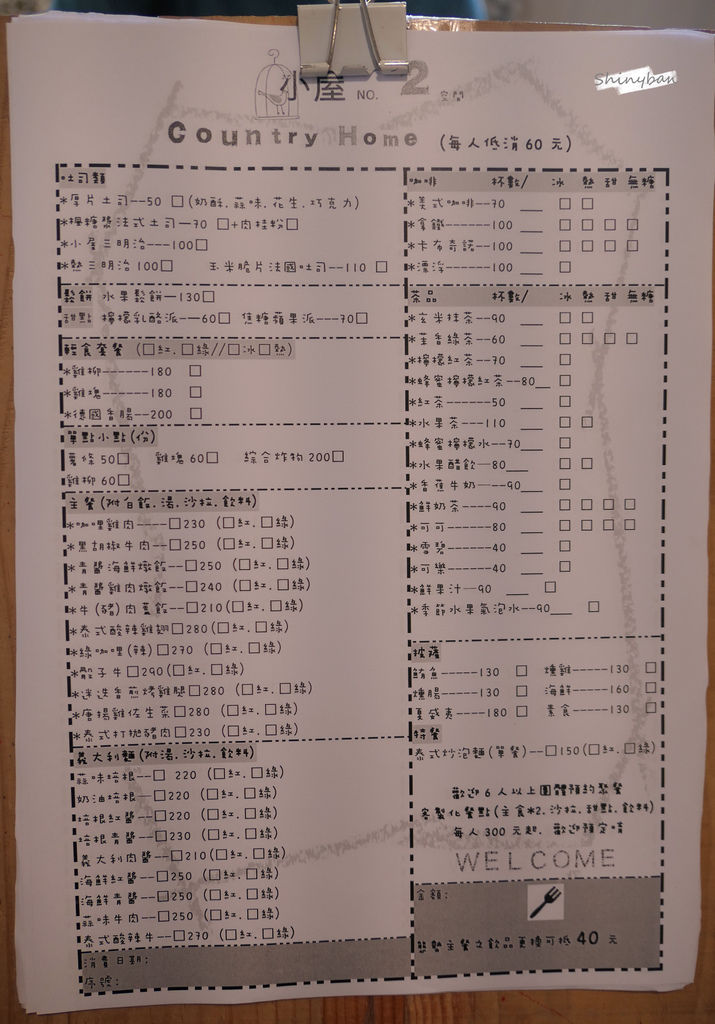 小屋 NO. 2 空間
Shinyban
Country Home (每人低消 60 元)
吐司類
*厚片土司--50 □(奶酥.蒜味.花生.巧克力)
*楓糖漿法式土司--70 □+肉桂粉□
*小屋三明治---100□
*熱三明治 100□ 玉米脆片法國吐司--110 □
鬆餅 水果鬆餅--130□
甜點 檸檬乳酪派--60□ 焦糖蘋果派---70□
輕食套餐 (□紅.□綠//□冰□熱)
*雞柳-------180 □
*雞塊-------180 □
*德國香腸--200 □
單點小點(份)
薯條 50□ 雞塊 60□ 綜合炸物 200□
雞柳 60□
主餐(附白飯.湯.沙拉.飲料)
*咖哩雞肉----□230 (□紅.□綠)
*黑胡椒牛肉--□250 (□紅.□綠)
*青醬海鮮燉飯--□250 (□紅.□綠)
*青醬雞肉燉飯--□240 (□紅.□綠)
*牛(豬)肉蓋飯--□210(□紅.□綠)
*泰式酸辣雞翅□280(□紅.□綠)
*綠咖哩(辣)□270 (□紅.□綠)
*骰子牛□290(□紅.□綠)
*迷迭香煎烤雞腿□280 (□紅.□綠)
*唐揚雞佐生菜□280 (□紅.□綠)
*泰式打拋豬肉□230 (□紅.□綠)
義大利麵(附湯.沙拉.飲料)
蒜味培根--□ 220 (□紅.□綠)
奶油培根--□220 (□紅.□綠)
培根紅醬--□220 (□紅.□綠)
培根青醬--□230 (□紅.□綠)
義大利肉醬--□210(□紅.□綠)
海鮮紅醬--□250 (□紅.□綠)
海鮮青醬--□250 (□紅.□綠)
蒜味牛肉--□250 (□紅.□綠)
泰式酸辣牛--□270 (□紅.□綠)
消費日期:
序號:
咖啡 杯數/ 冰 熱 甜 無糖
*美式咖啡--70 ___ □ □
*拿鐵------100 ___ □ □ □ □
*卡布奇諾--100 ___ □ □ □ □
*漂浮------100 ___ □
茶品 杯數/ 冰 熱 甜 無糖
*玄米抹茶--90 ___ □ □
*茉香綠茶--60 ___ □ □ □ □
*檸檬紅茶--70 ___ □
*蜂蜜檸檬紅茶--80__ □
*紅茶------50 ___ □
*水果茶----110 ___ □ □
*蜂蜜檸檬水--70___ □
*水果醋飲--80___ □ □
*香蕉牛奶--90___ □
*鮮奶茶----90 ___ □ □ □ □
*可可------80 ___ □ □ □ □
*雪碧------40 ___ □
*可樂------40 ___ □
*鮮果汁--90 ___ □
*季節水果氣泡水--90___ □
披薩
鮪魚-----130 □ 燻雞-----130 □
燻腸-----130 □ 海鮮-----160 □
夏威夷---180 □ 素食-----130 □
特餐
泰式炒泡麵(單餐)--□150(□紅.□綠)
歡迎 6 人以上團體預約聚餐
客製化餐點(主食*2.沙拉.甜點.飲料)
每人 300 元起. 歡迎預定唷
WELCOME
金額:
憑點主餐之飲品更換可抵 40 元